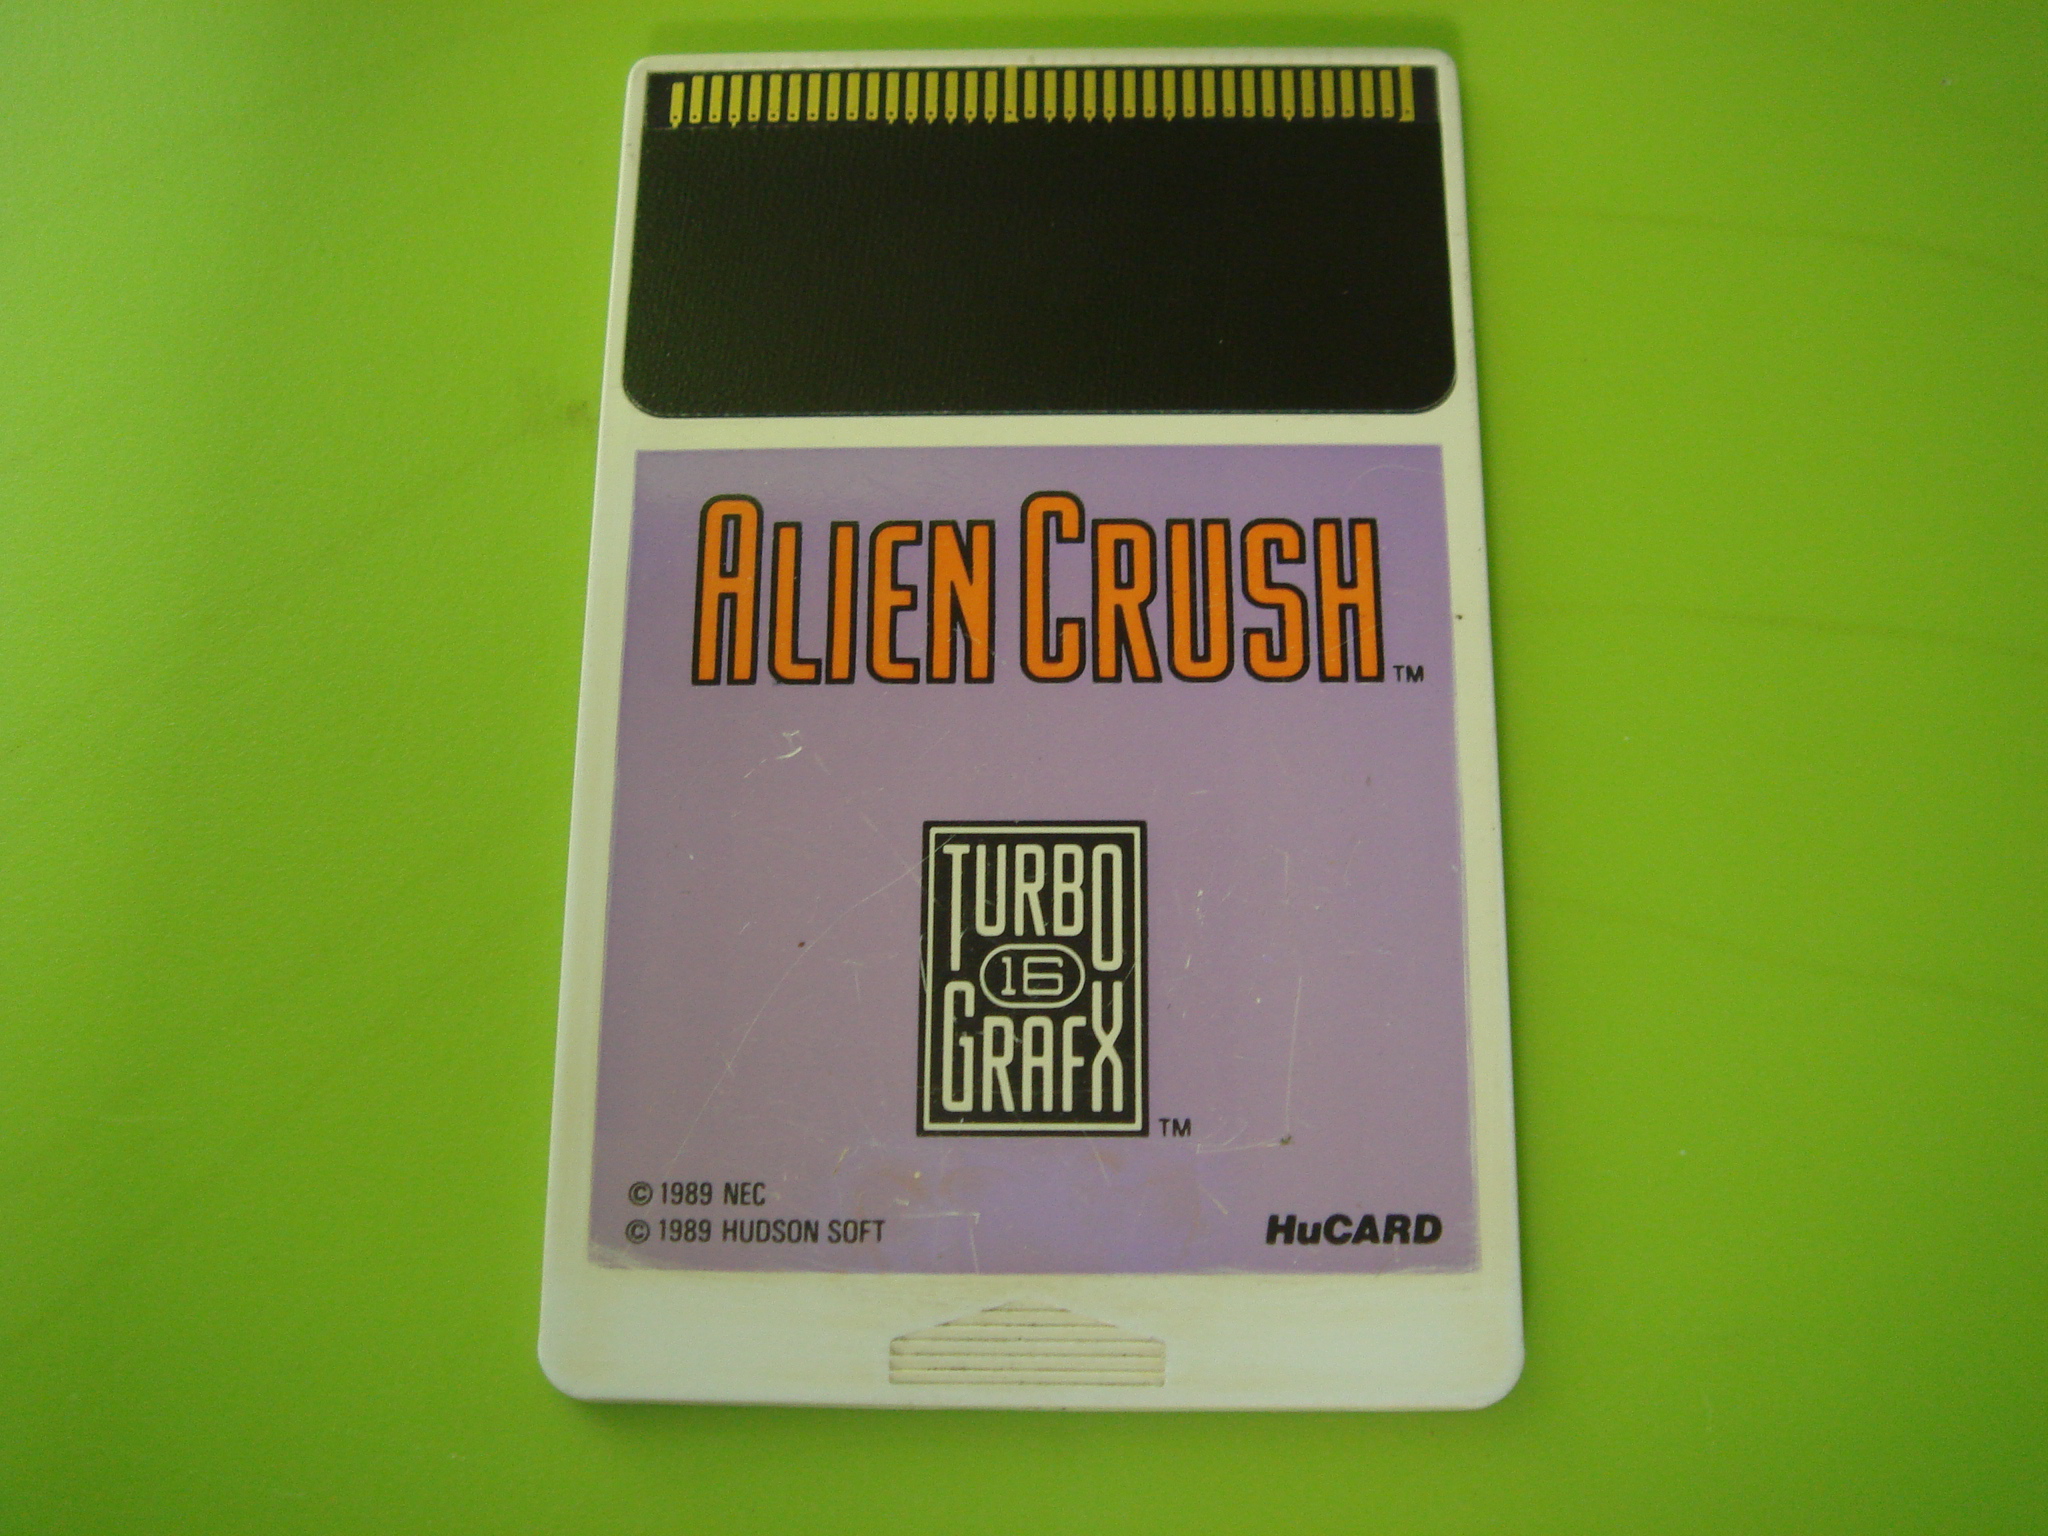 ALIEN CRUSH™
TURBO
16
GRAFX
™
© 1989 NEC
© 1989 HUDSON SOFT
HuCARD